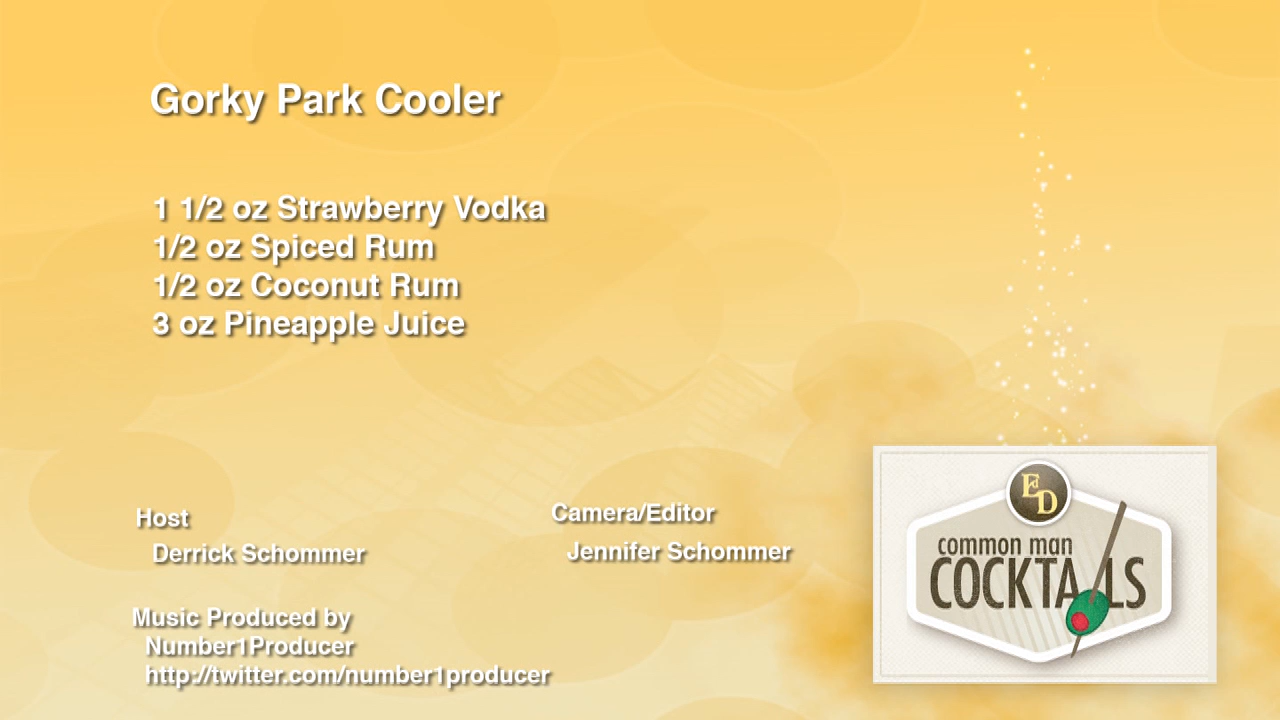 Gorky Park Cooler
1 1/2 oz Strawberry Vodka
1/2 oz Spiced Rum
1/2 oz Coconut Rum
3 oz Pineapple Juice
Host
Derrick Schommer
Camera/Editor
Jennifer Schommer
Music Produced by
Number1Producer
http://twitter.com/number1producer
Ed D
common man
COCKTAILS